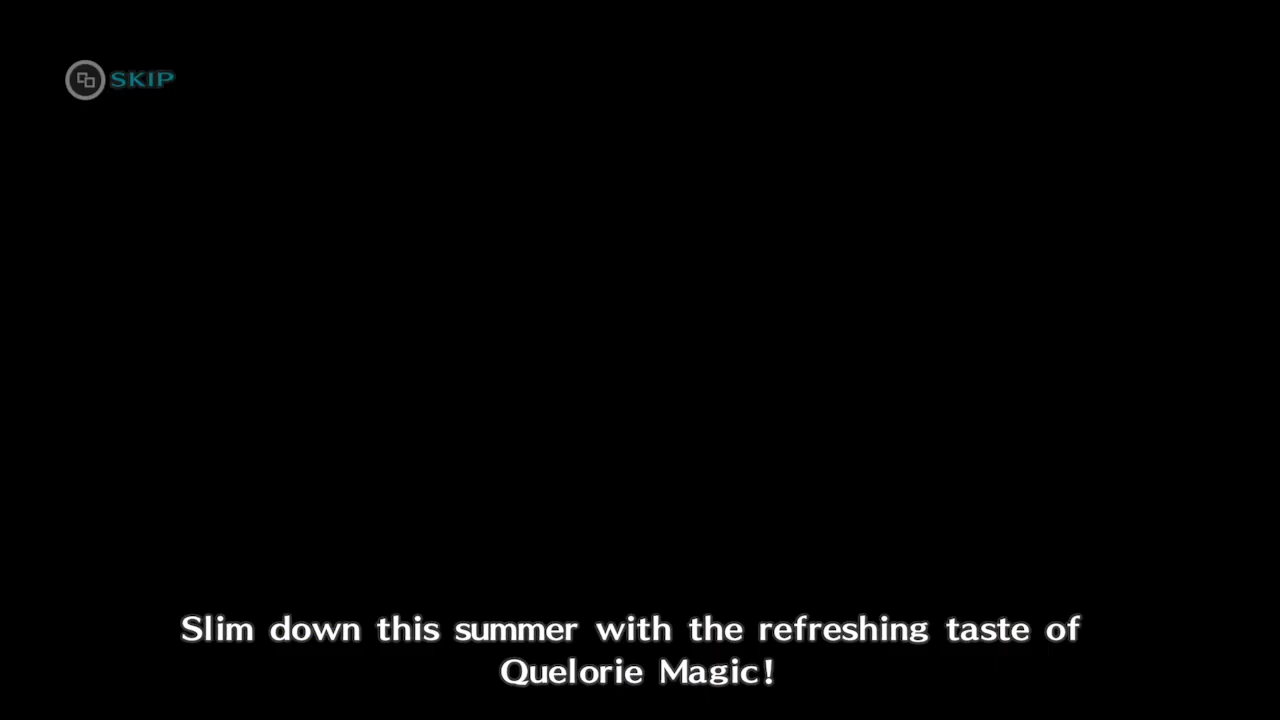 SKIP
Slim down this summer with the refreshing taste of
Quelorie Magic!